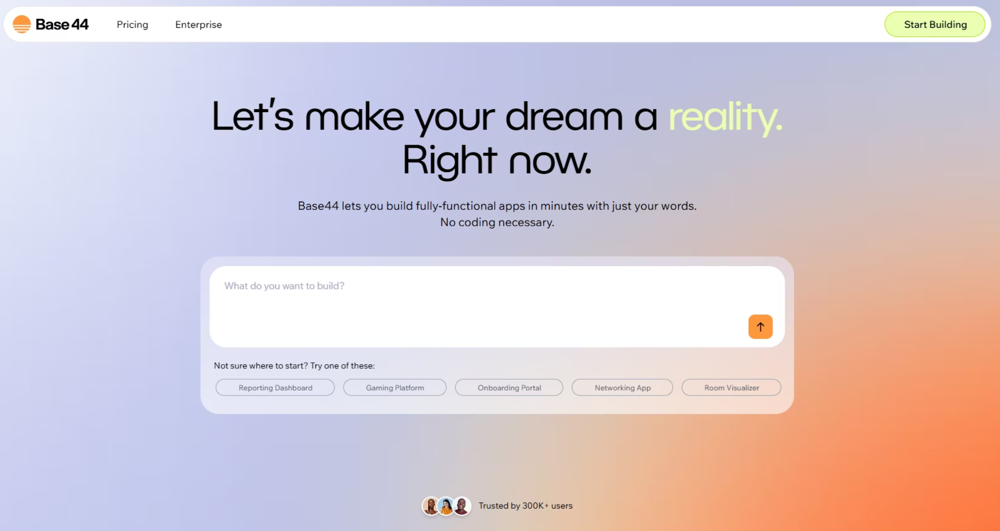 Base 44
Pricing
Enterprise
Start Building
Let's make your dream a reality.
Right now.
Base44 lets you build fully-functional apps in minutes with just your words.
No coding necessary.
What do you want to build?
Not sure where to start? Try one of these:
Reporting Dashboard
Gaming Platform
Onboarding Portal
Networking App
Room Visualizer
Trusted by 300K+ users